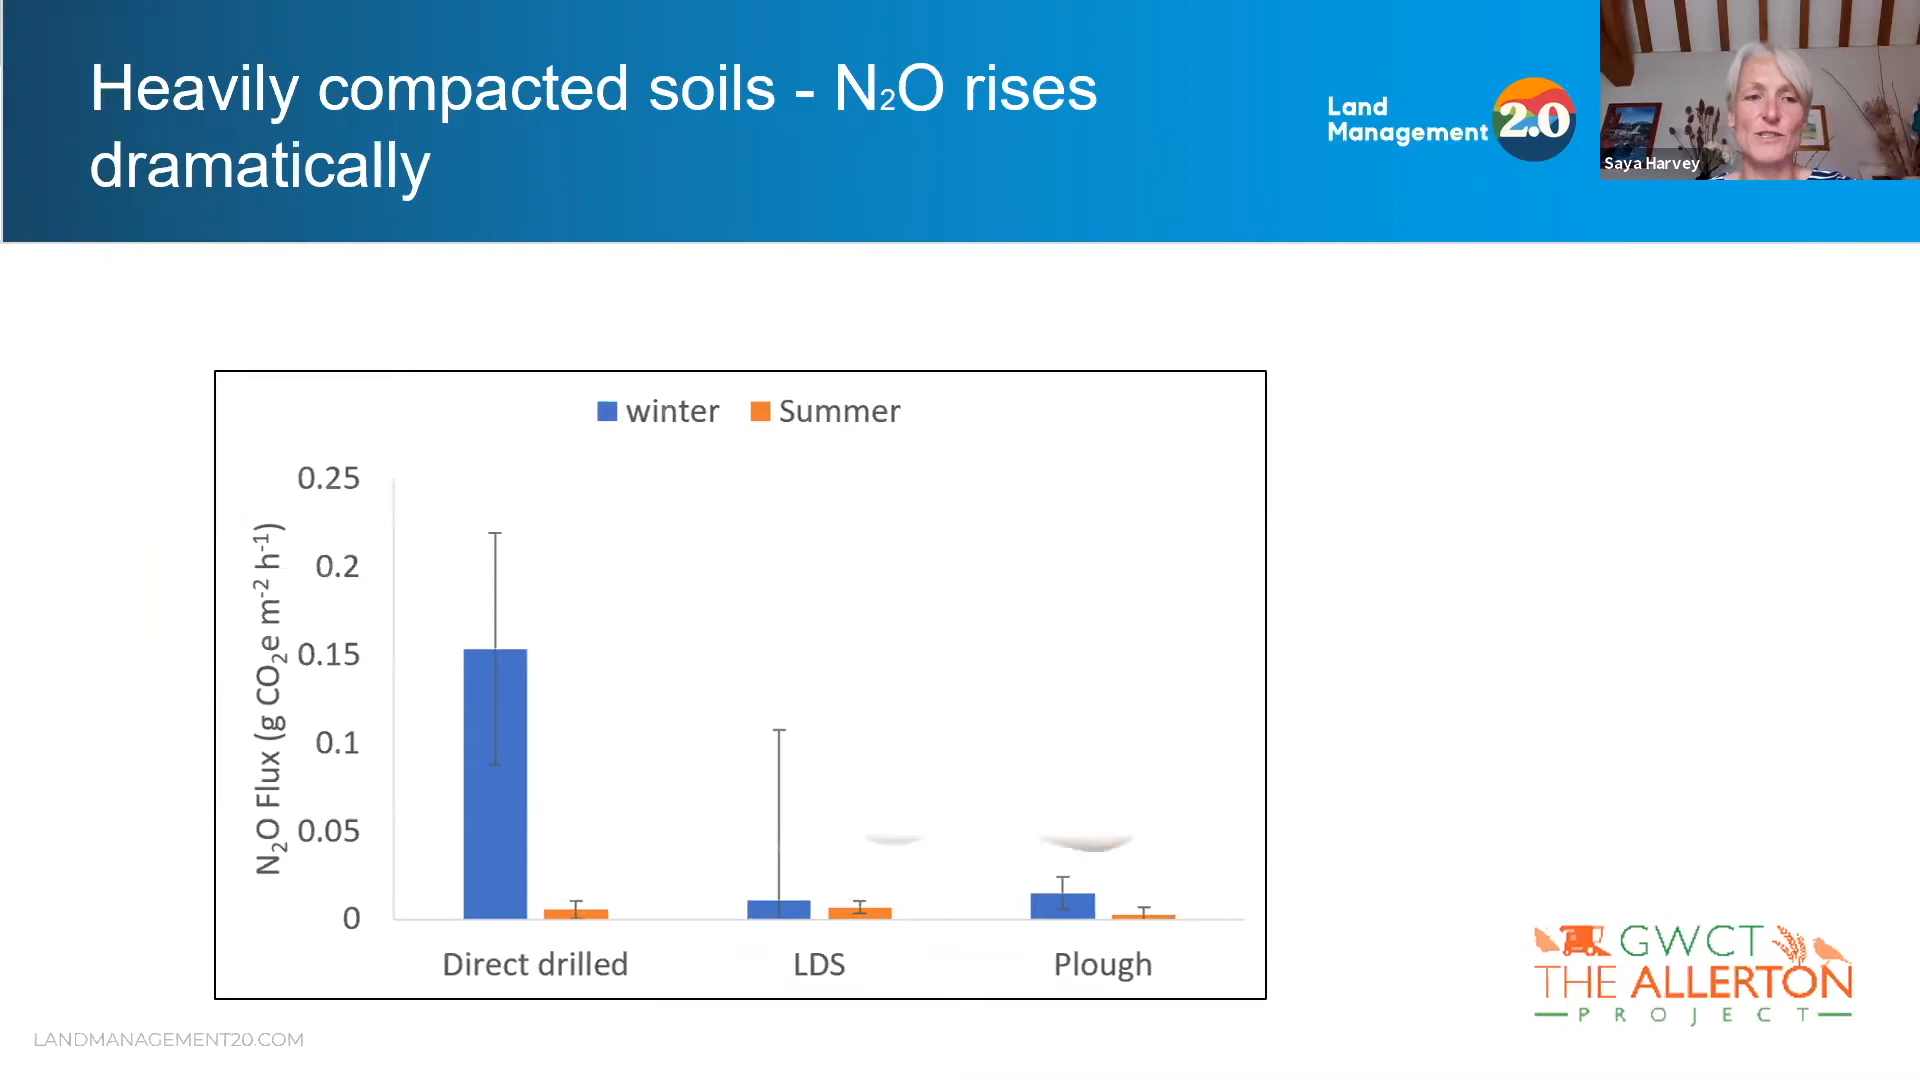 Heavily compacted soils - N₂O rises
dramatically
Land
Management
2.0
Saya Harvey
winter
Summer
N₂O Flux (g CO₂e m⁻² h⁻¹)
0.25
0.2
0.15
0.1
0.05
0
Direct drilled
LDS
Plough
GWCT
THE ALLERTON
PROJECT
LANDMANAGEMENT20.COM